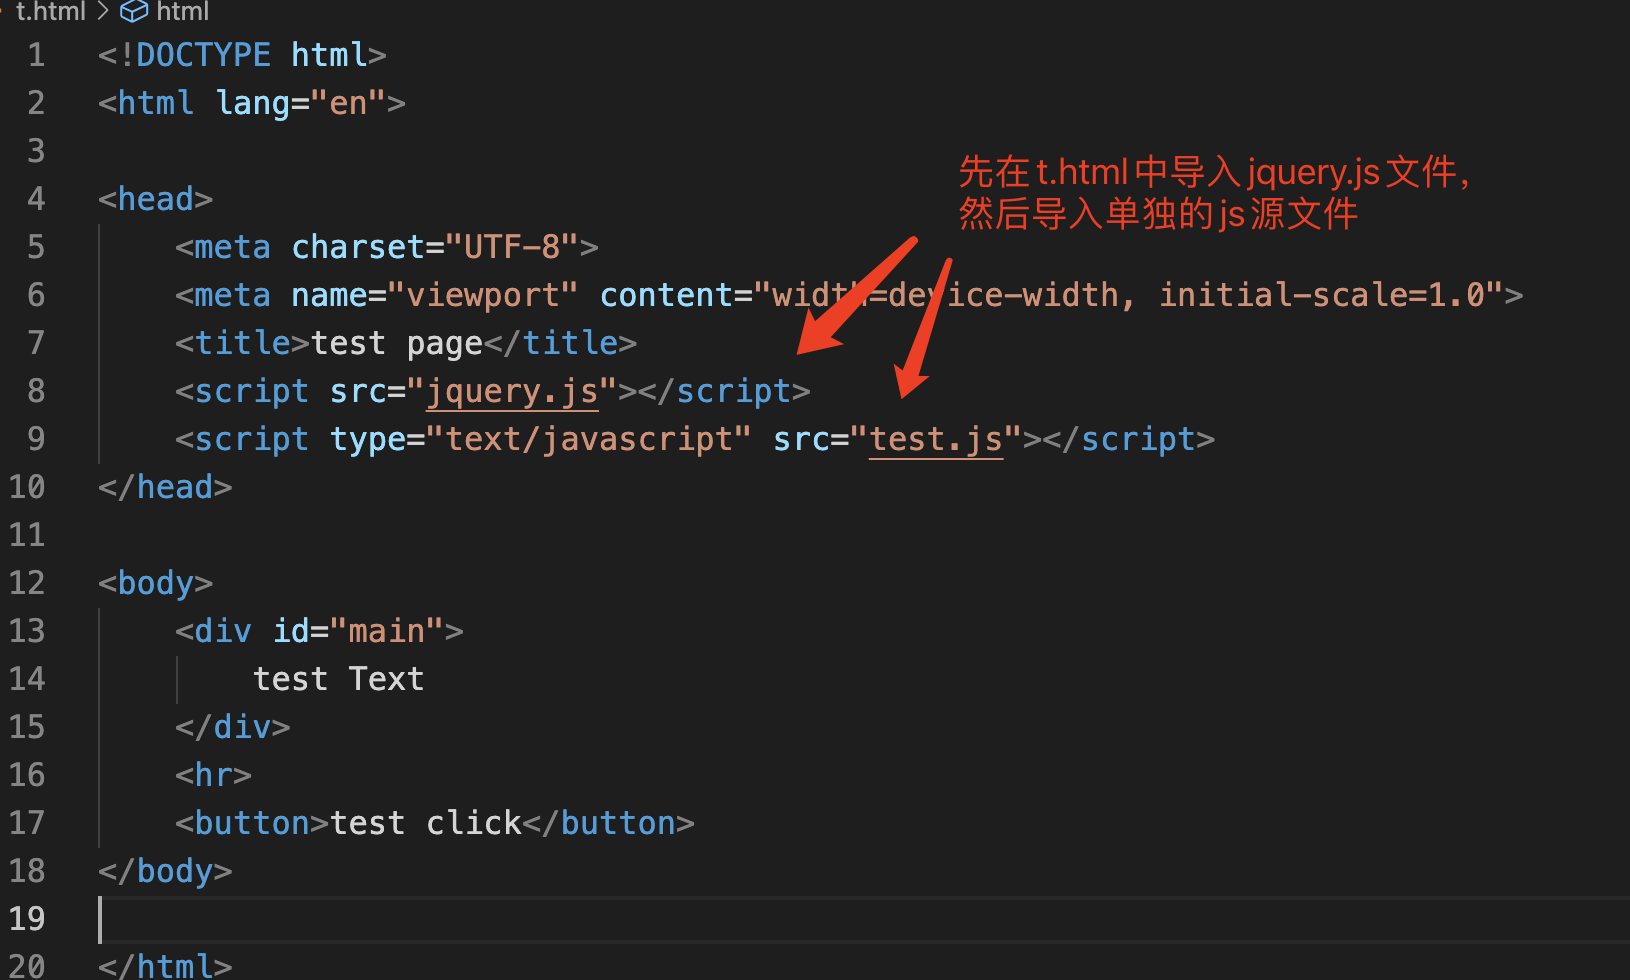 t.html > html
1 <!DOCTYPE html>
2 <html lang="en">
3
先在t.html中导入jquery.js文件，
然后导入单独的js源文件
4 <head>
5     <meta charset="UTF-8">
6     <meta name="viewport" content="width=device-width, initial-scale=1.0">
7     <title>test page</title>
8     <script src="jquery.js"></script>
9     <script type="text/javascript" src="test.js"></script>
10 </head>
11
12 <body>
13     <div id="main">
14         test Text
15     </div>
16     <hr>
17     <button>test click</button>
18 </body>
19
20 </html>